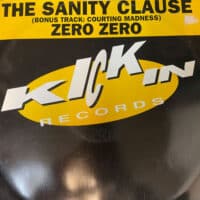 THE SANITY CLAUSE
(BONUS TRACK: COURTING MADNESS)
ZERO ZERO
KICKIN
RECORDS